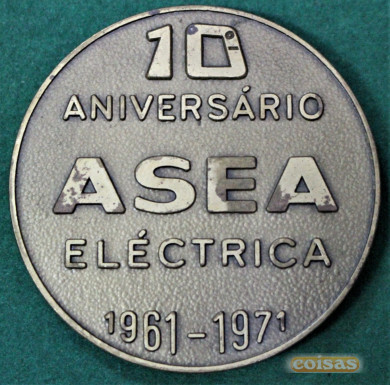 10
ANIVERSÁRIO
ASEA
ELÉCTRICA
1961-1971
coisas